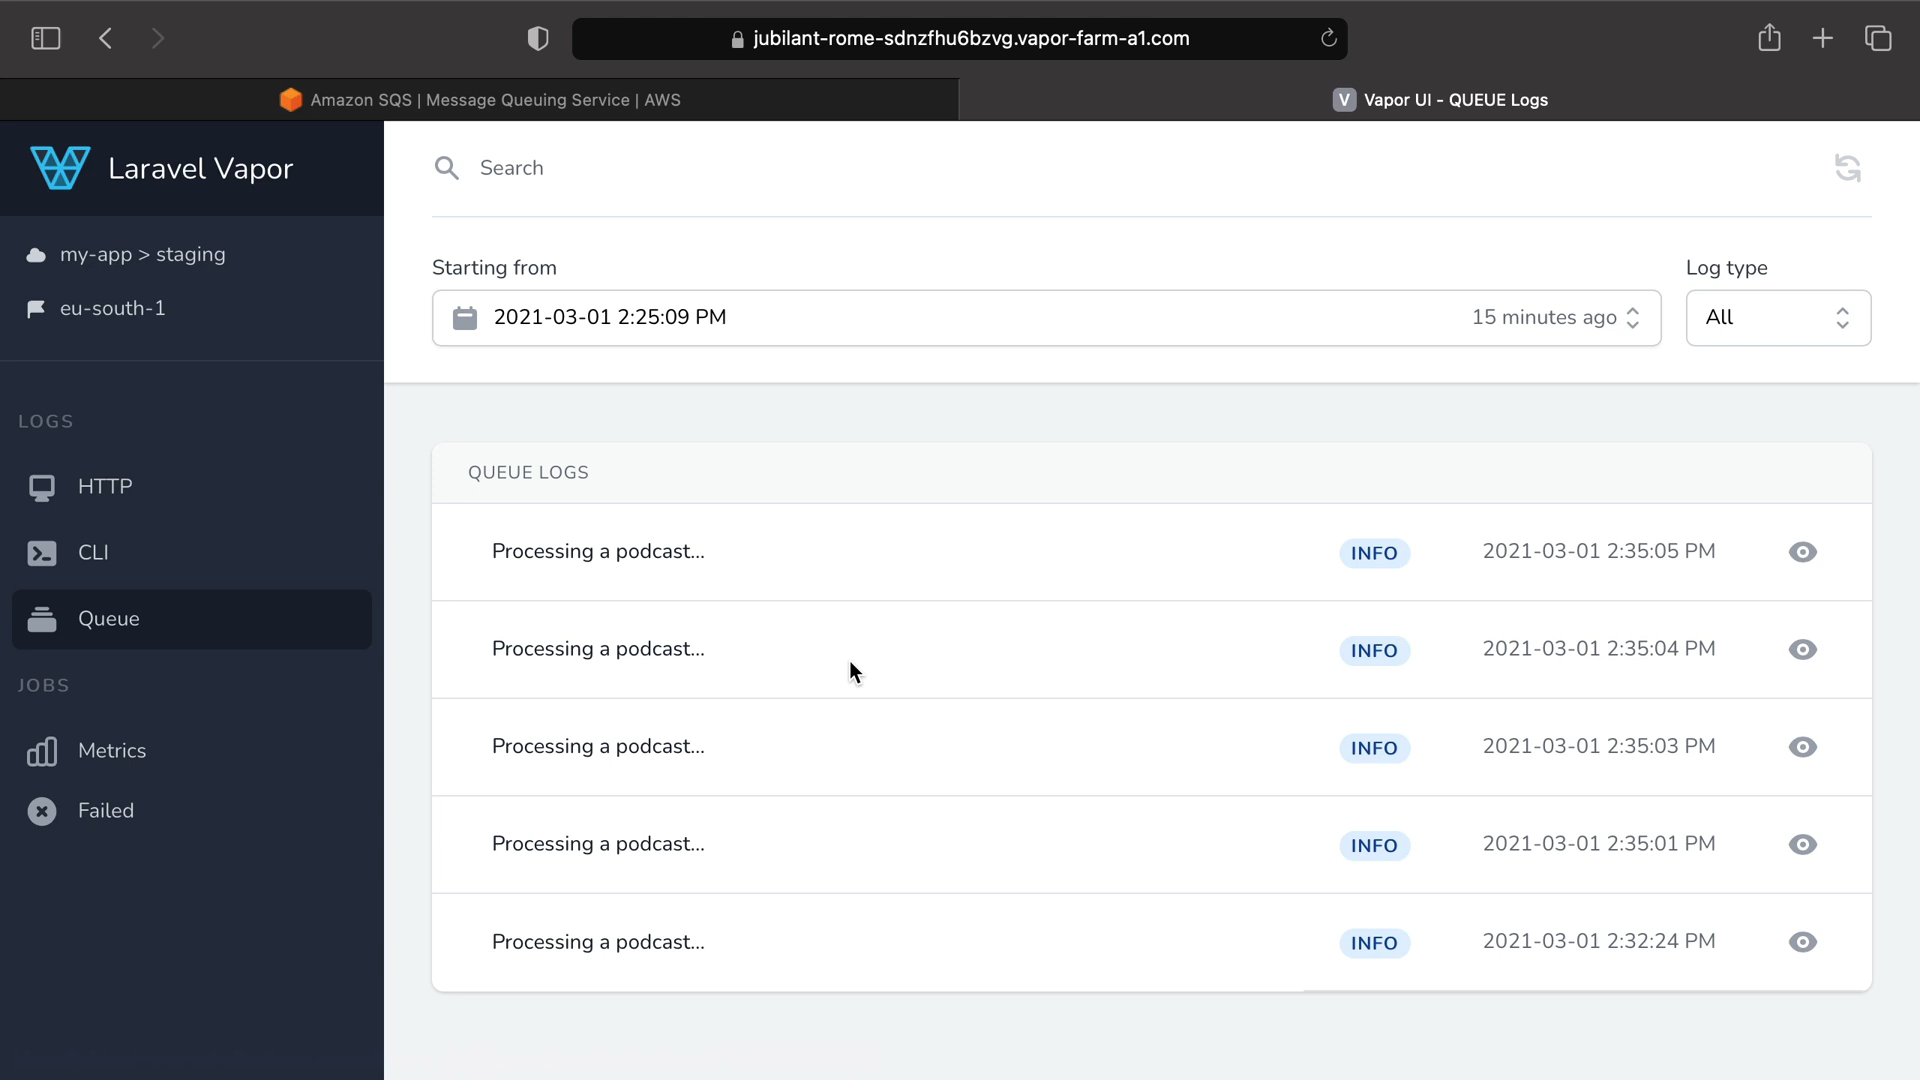 jubilant-rome-sdnzfhu6bzvg.vapor-farm-a1.com
Amazon SQS | Message Queuing Service | AWS
V Vapor UI - QUEUE Logs
Laravel Vapor
my-app > staging
eu-south-1
LOGS
HTTP
CLI
Queue
JOBS
Metrics
Failed
Search
Starting from
2021-03-01 2:25:09 PM 15 minutes ago
Log type
All
QUEUE LOGS
Processing a podcast... INFO 2021-03-01 2:35:05 PM
Processing a podcast... INFO 2021-03-01 2:35:04 PM
Processing a podcast... INFO 2021-03-01 2:35:03 PM
Processing a podcast... INFO 2021-03-01 2:35:01 PM
Processing a podcast... INFO 2021-03-01 2:32:24 PM